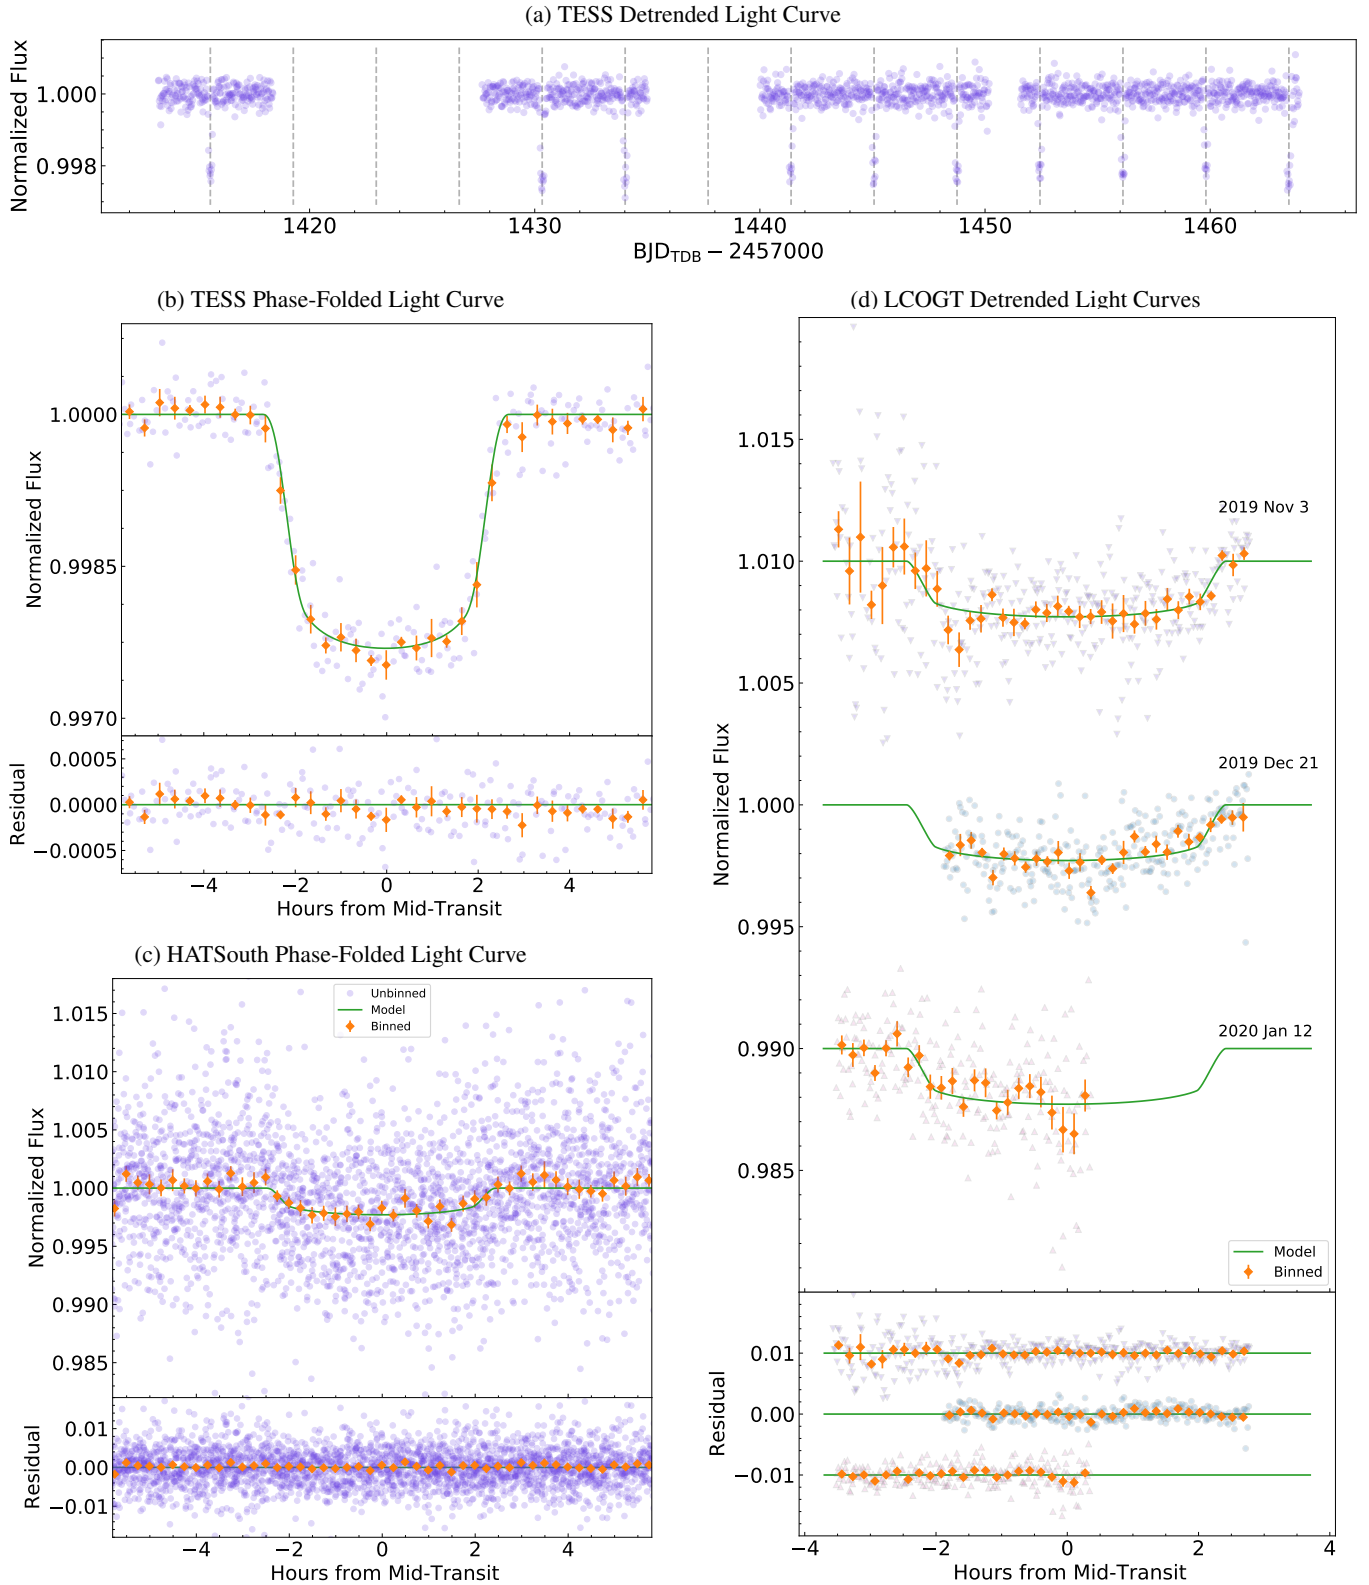 (a) TESS Detrended Light Curve
Normalized Flux
1.000
0.998
1420 1430 1440 1450 1460
BJD_TDB − 2457000
(b) TESS Phase-Folded Light Curve
Normalized Flux
1.0000
0.9985
0.9970
Residual
0.0005
0.0000
−0.0005
−4 −2 0 2 4
Hours from Mid-Transit
(c) HATSouth Phase-Folded Light Curve
Unbinned
Model
Binned
Normalized Flux
1.015
1.010
1.005
1.000
0.995
0.990
0.985
Residual
0.01
0.00
−0.01
−4 −2 0 2 4
Hours from Mid-Transit
(d) LCOGT Detrended Light Curves
Normalized Flux
1.015
1.010
1.005
1.000
0.995
0.990
0.985
2019 Nov 3
2019 Dec 21
2020 Jan 12
Model
Binned
Residual
0.01
0.00
−0.01
−4 −2 0 2 4
Hours from Mid-Transit